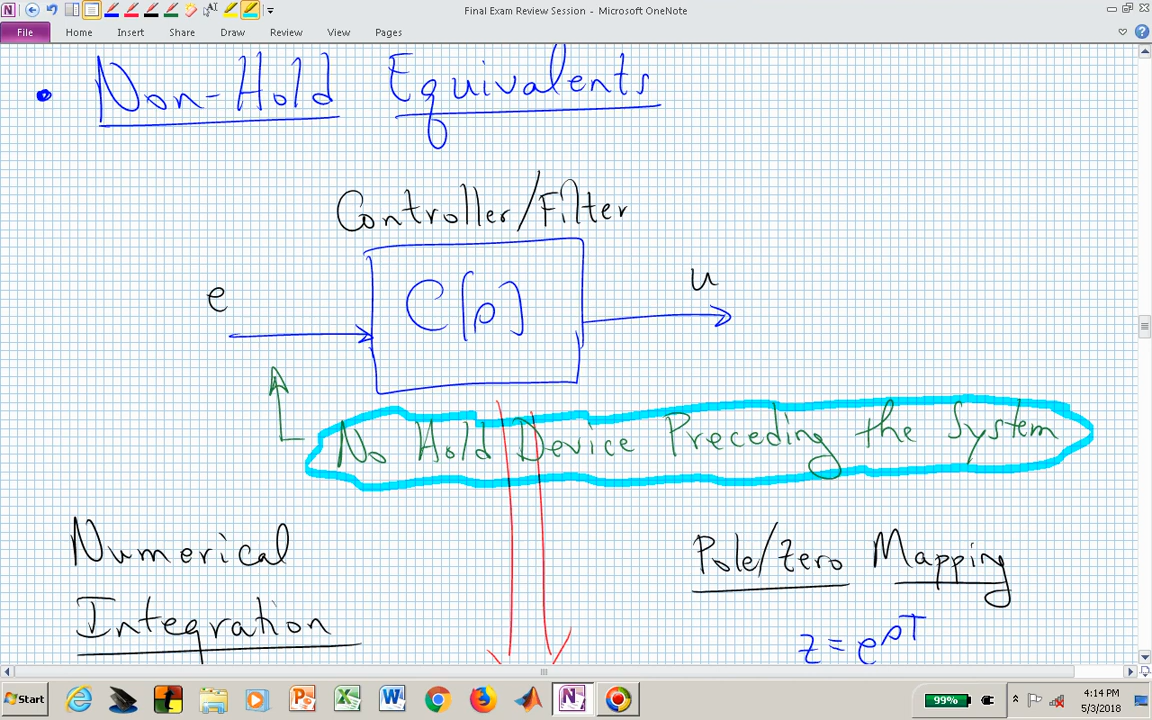 Final Exam Review Session - Microsoft OneNote
File Home Insert Share Draw Review View Pages
• Non-Hold Equivalents
Controller/Filter
e
C[ρ]
u
No Hold Device Preceding the System
Numerical
Integration
Pole/Zero Mapping
z = e^ρT
Start
99%
4:14 PM
5/3/2018